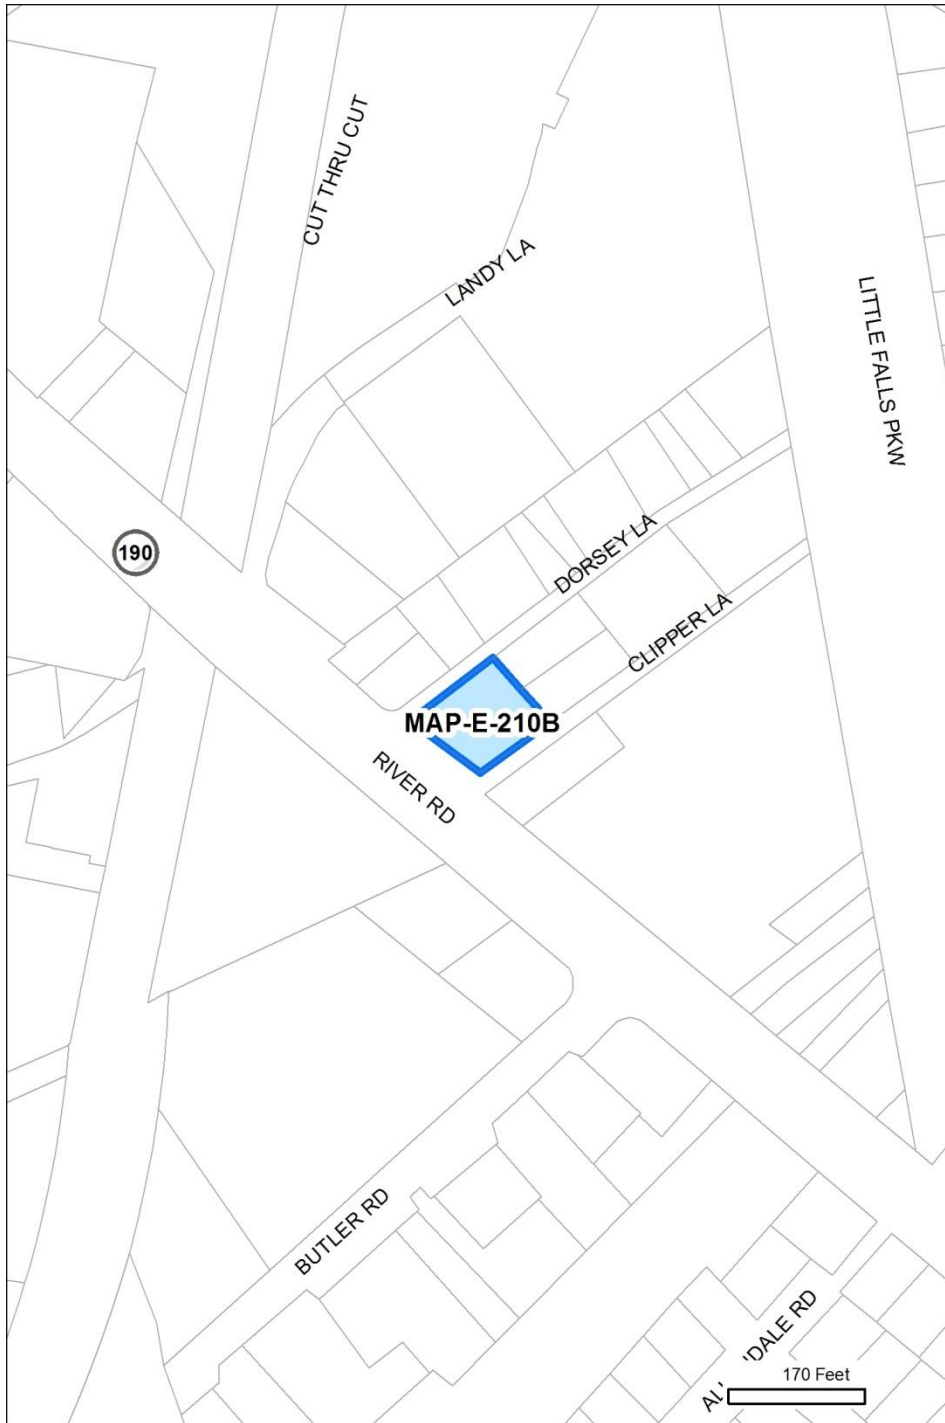 CUT THRU CUT
LANDY LA
LITTLE FALLS PKW
190
DORSEY LA
CLIPPER LA
MAP-E-210B
RIVER RD
BUTLER RD
RD
170 Feet